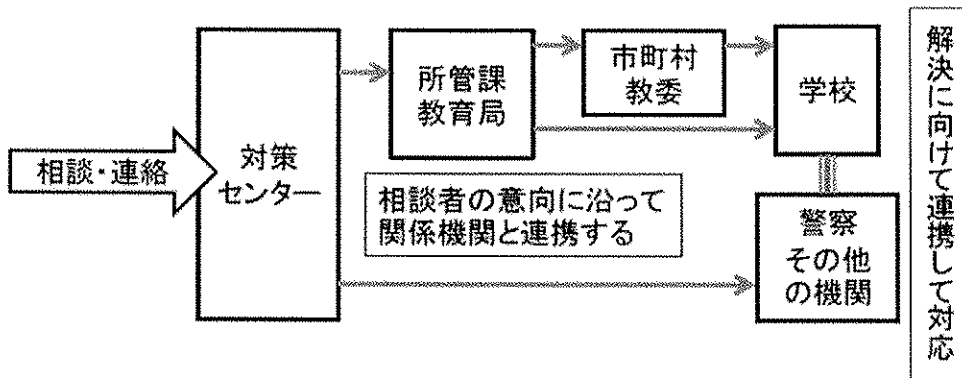 相談・連絡
対策
センター
所管課
教育局
市町村
教委
学校
相談者の意向に沿って
関係機関と連携する
警察
その他
の機関
解決に向けて連携して対応